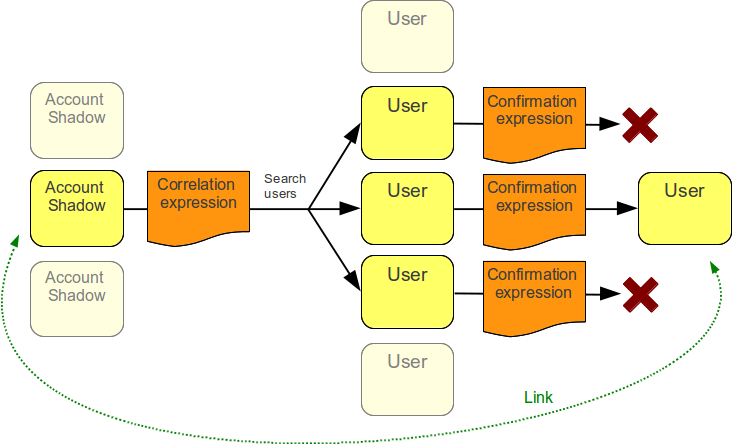 User
Account
Shadow
User
Confirmation
expression
Account
Shadow
Correlation
expression
Search
users
User
Confirmation
expression
User
Account
Shadow
User
Confirmation
expression
User
Link